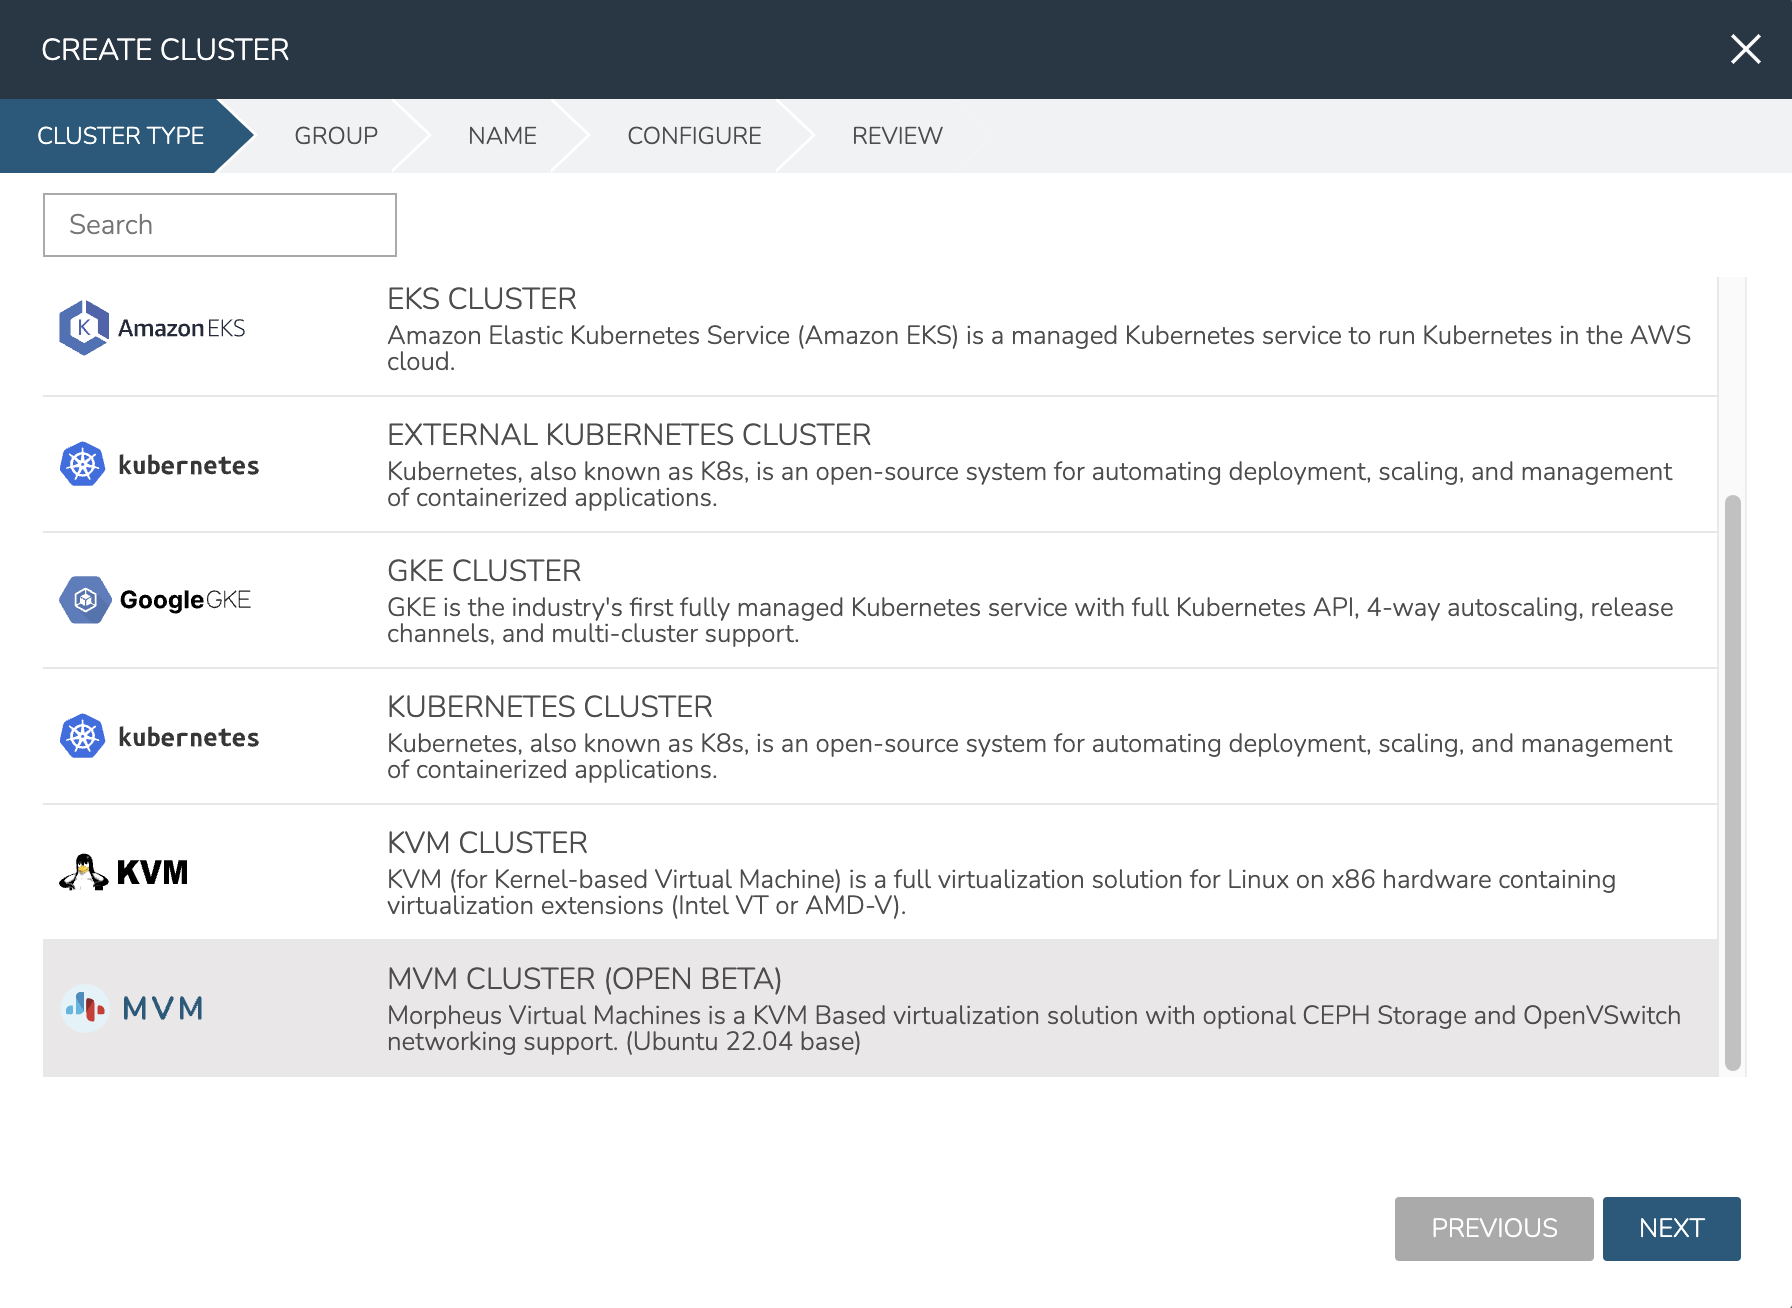 CREATE CLUSTER
CLUSTER TYPE
GROUP
NAME
CONFIGURE
REVIEW
Search
K
Amazon EKS
EKS CLUSTER
Amazon Elastic Kubernetes Service (Amazon EKS) is a managed Kubernetes service to run Kubernetes in the AWS
cloud.
kubernetes
EXTERNAL KUBERNETES CLUSTER
Kubernetes, also known as K8s, is an open-source system for automating deployment, scaling, and management
of containerized applications.
Google GKE
GKE CLUSTER
GKE is the industry's first fully managed Kubernetes service with full Kubernetes API, 4-way autoscaling, release
channels, and multi-cluster support.
kubernetes
KUBERNETES CLUSTER
Kubernetes, also known as K8s, is an open-source system for automating deployment, scaling, and management
of containerized applications.
KVM
KVM CLUSTER
KVM (for Kernel-based Virtual Machine) is a full virtualization solution for Linux on x86 hardware containing
virtualization extensions (Intel VT or AMD-V).
MVM
MVM CLUSTER (OPEN BETA)
Morpheus Virtual Machines is a KVM Based virtualization solution with optional CEPH Storage and OpenVSwitch
networking support. (Ubuntu 22.04 base)
PREVIOUS
NEXT